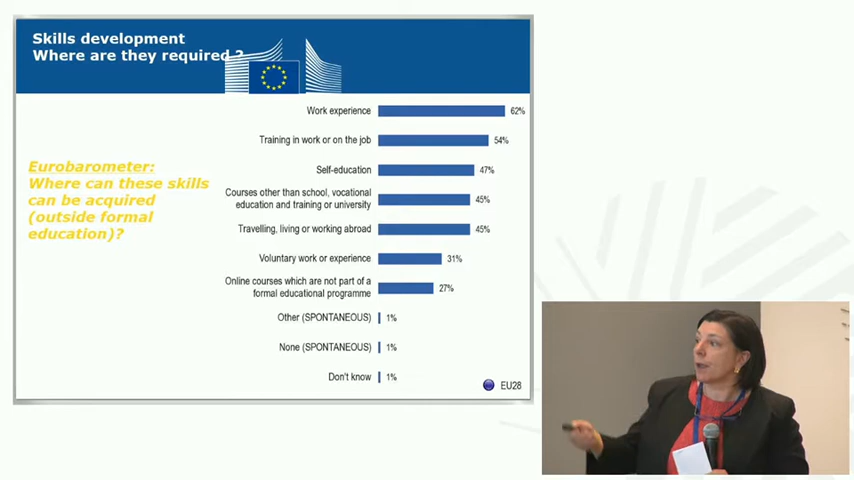 Skills development
Where are they required ?
Eurobarometer:
Where can these skills
can be acquired
(outside formal
education)?
Work experience 62%
Training in work or on the job 54%
Self-education 47%
Courses other than school, vocational
education and training or university 45%
Travelling, living or working abroad 45%
Voluntary work or experience 31%
Online courses which are not part of a
formal educational programme 27%
Other (SPONTANEOUS) 1%
None (SPONTANEOUS) 1%
Don't know 1%
EU28